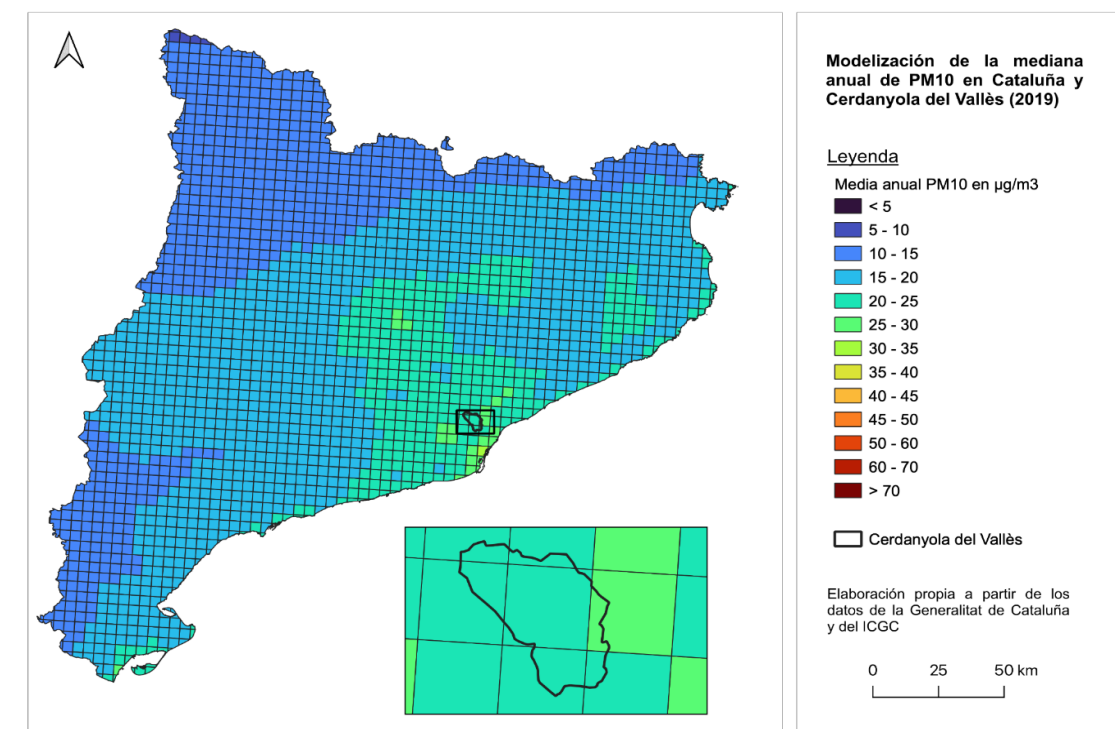 Modelización de la mediana
anual de PM10 en Cataluña y
Cerdanyola del Vallès (2019)
Leyenda
Media anual PM10 en µg/m3
< 5
5 - 10
10 - 15
15 - 20
20 - 25
25 - 30
30 - 35
35 - 40
40 - 45
45 - 50
50 - 60
60 - 70
> 70
Cerdanyola del Vallès
Elaboración propia a partir de los
datos de la Generalitat de Cataluña
y del ICGC
0 25 50 km